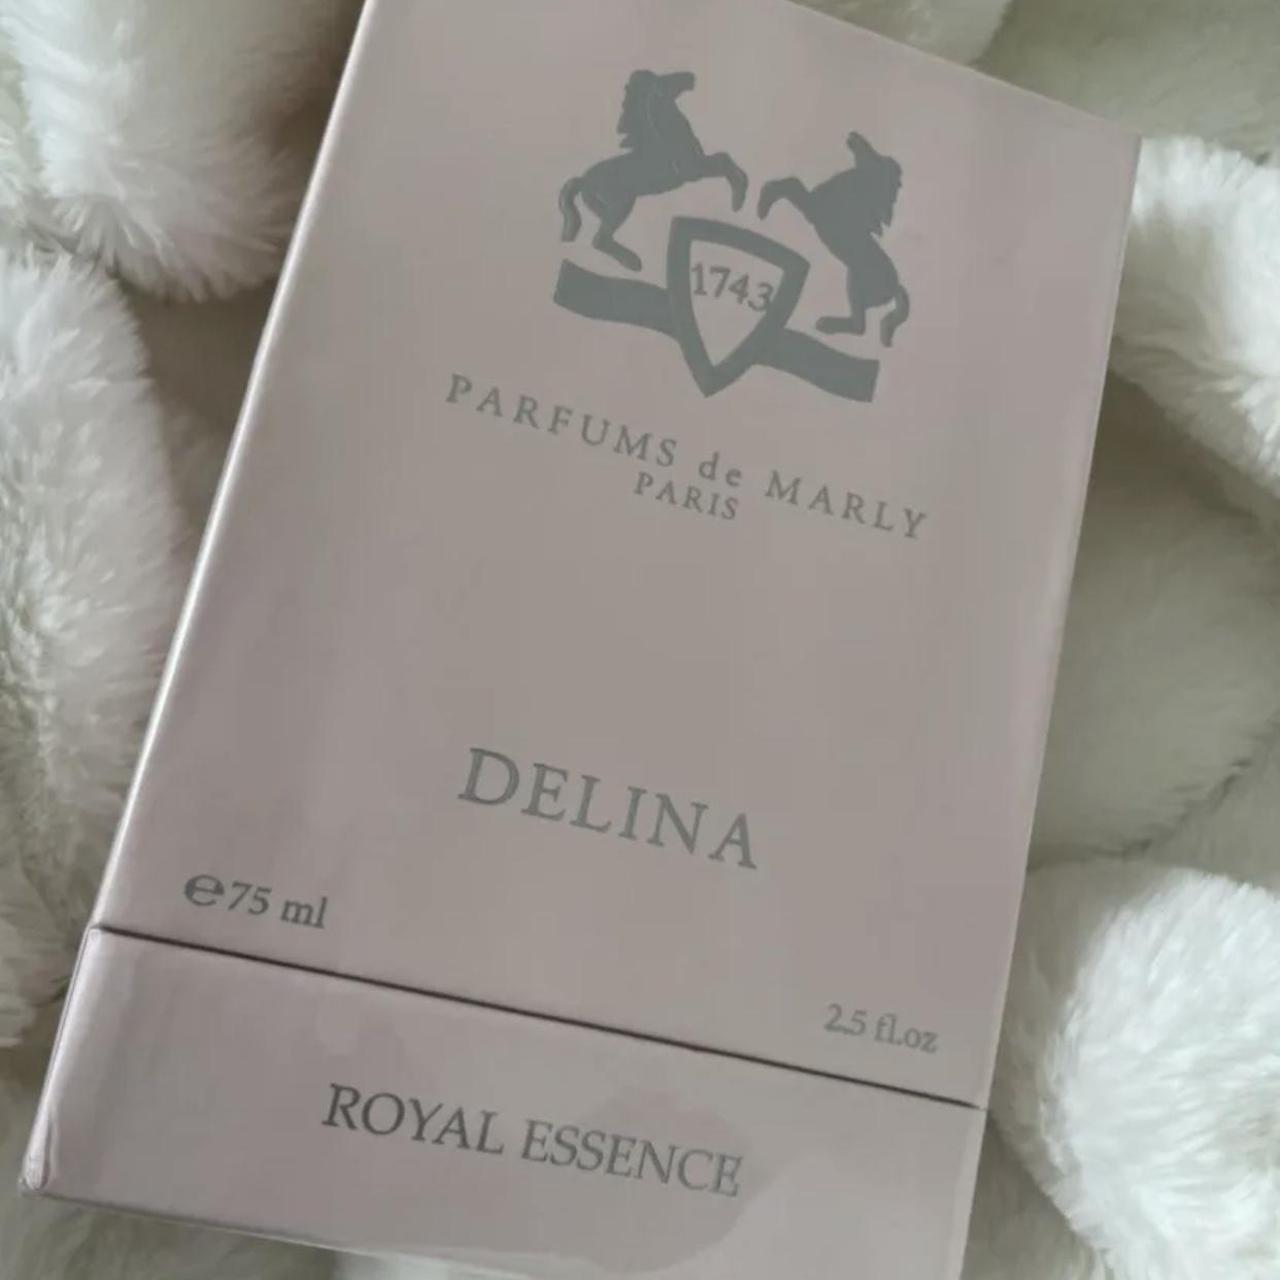 1743
PARFUMS de MARLY
PARIS
DELINA
℮75 ml
2.5 fl.oz
ROYAL ESSENCE